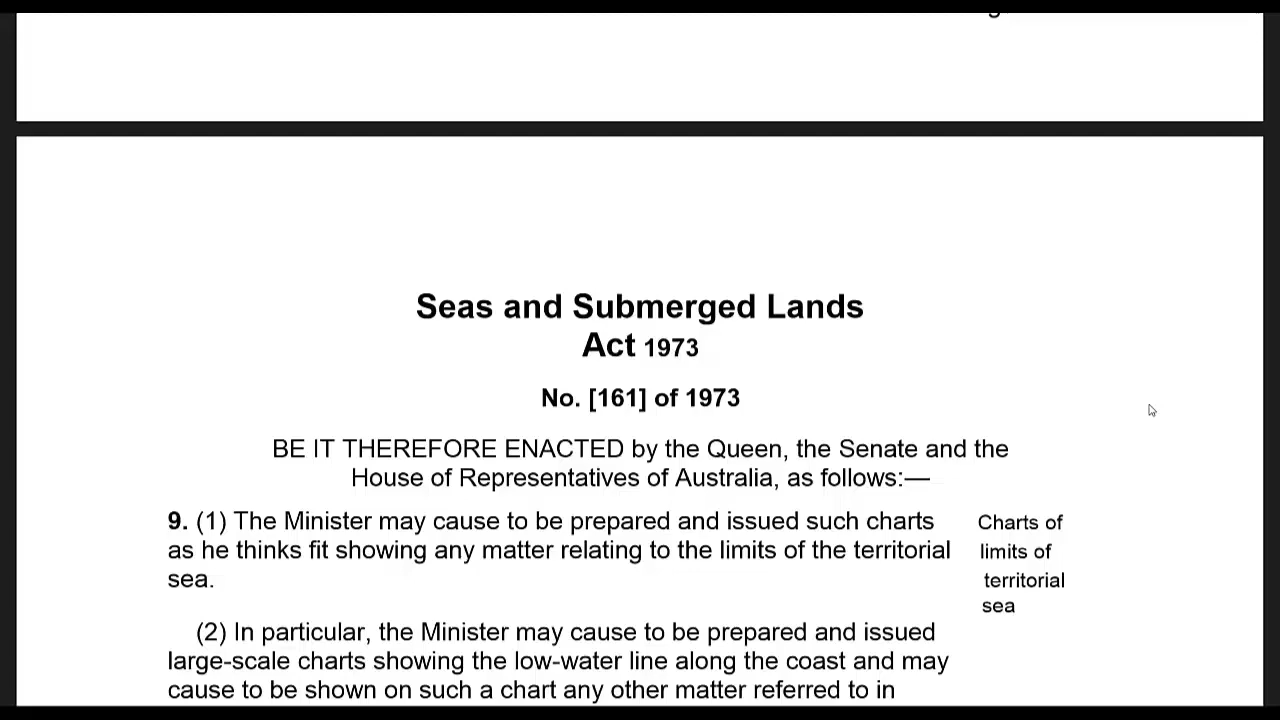 Seas and Submerged Lands
Act 1973
No. [161] of 1973
BE IT THEREFORE ENACTED by the Queen, the Senate and the
House of Representatives of Australia, as follows:—
9. (1) The Minister may cause to be prepared and issued such charts
as he thinks fit showing any matter relating to the limits of the territorial
sea.
Charts of
limits of
territorial
sea
(2) In particular, the Minister may cause to be prepared and issued
large-scale charts showing the low-water line along the coast and may
cause to be shown on such a chart any other matter referred to in